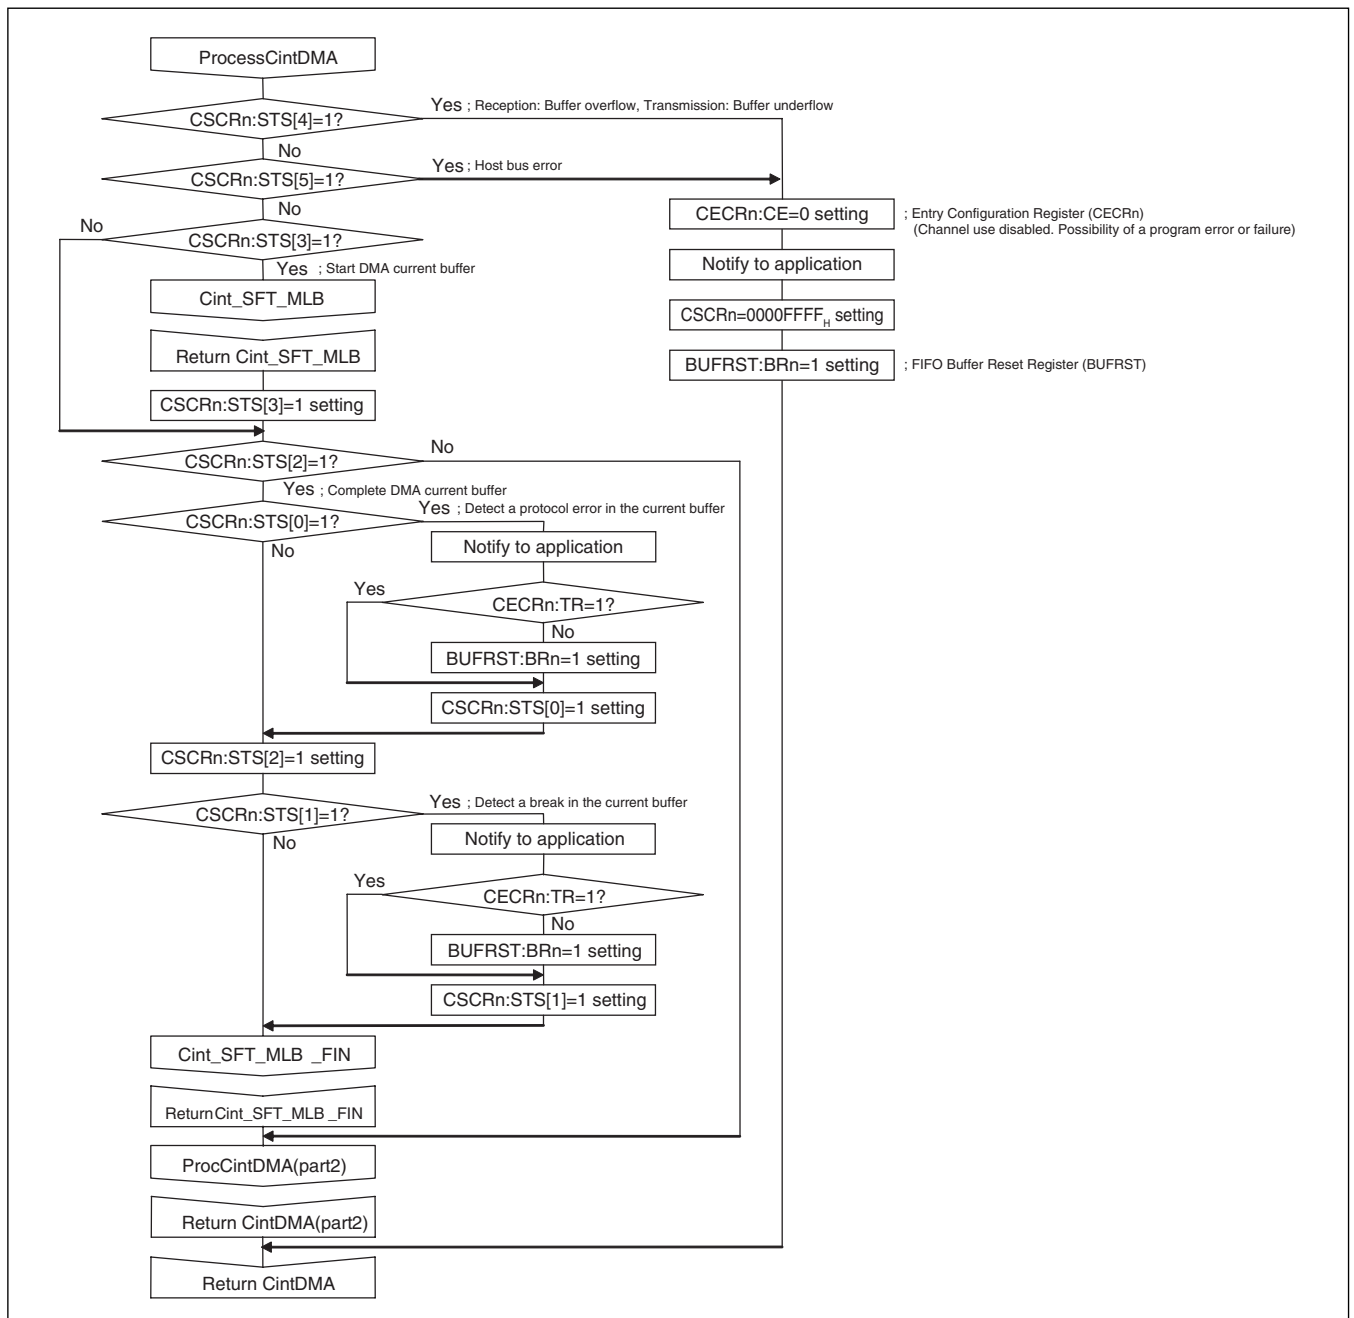 ProcessCintDMA
Yes ; Reception: Buffer overflow, Transmission: Buffer underflow
CSCRn:STS[4]=1?
No
Yes ; Host bus error
CSCRn:STS[5]=1?
No
CECRn:CE=0 setting
; Entry Configuration Register (CECRn)
(Channel use disabled. Possibility of a program error or failure)
No
CSCRn:STS[3]=1?
Yes ; Start DMA current buffer
Notify to application
Cint_SFT_MLB
CSCRn=0000FFFFH setting
Return Cint_SFT_MLB
BUFRST:BRn=1 setting
; FIFO Buffer Reset Register (BUFRST)
CSCRn:STS[3]=1 setting
No
CSCRn:STS[2]=1?
Yes ; Complete DMA current buffer
Yes ; Detect a protocol error in the current buffer
CSCRn:STS[0]=1?
No
Notify to application
Yes
CECRn:TR=1?
No
BUFRST:BRn=1 setting
CSCRn:STS[0]=1 setting
CSCRn:STS[2]=1 setting
Yes ; Detect a break in the current buffer
CSCRn:STS[1]=1?
No
Notify to application
Yes
CECRn:TR=1?
No
BUFRST:BRn=1 setting
CSCRn:STS[1]=1 setting
Cint_SFT_MLB _FIN
ReturnCint_SFT_MLB _FIN
ProcCintDMA(part2)
Return CintDMA(part2)
Return CintDMA